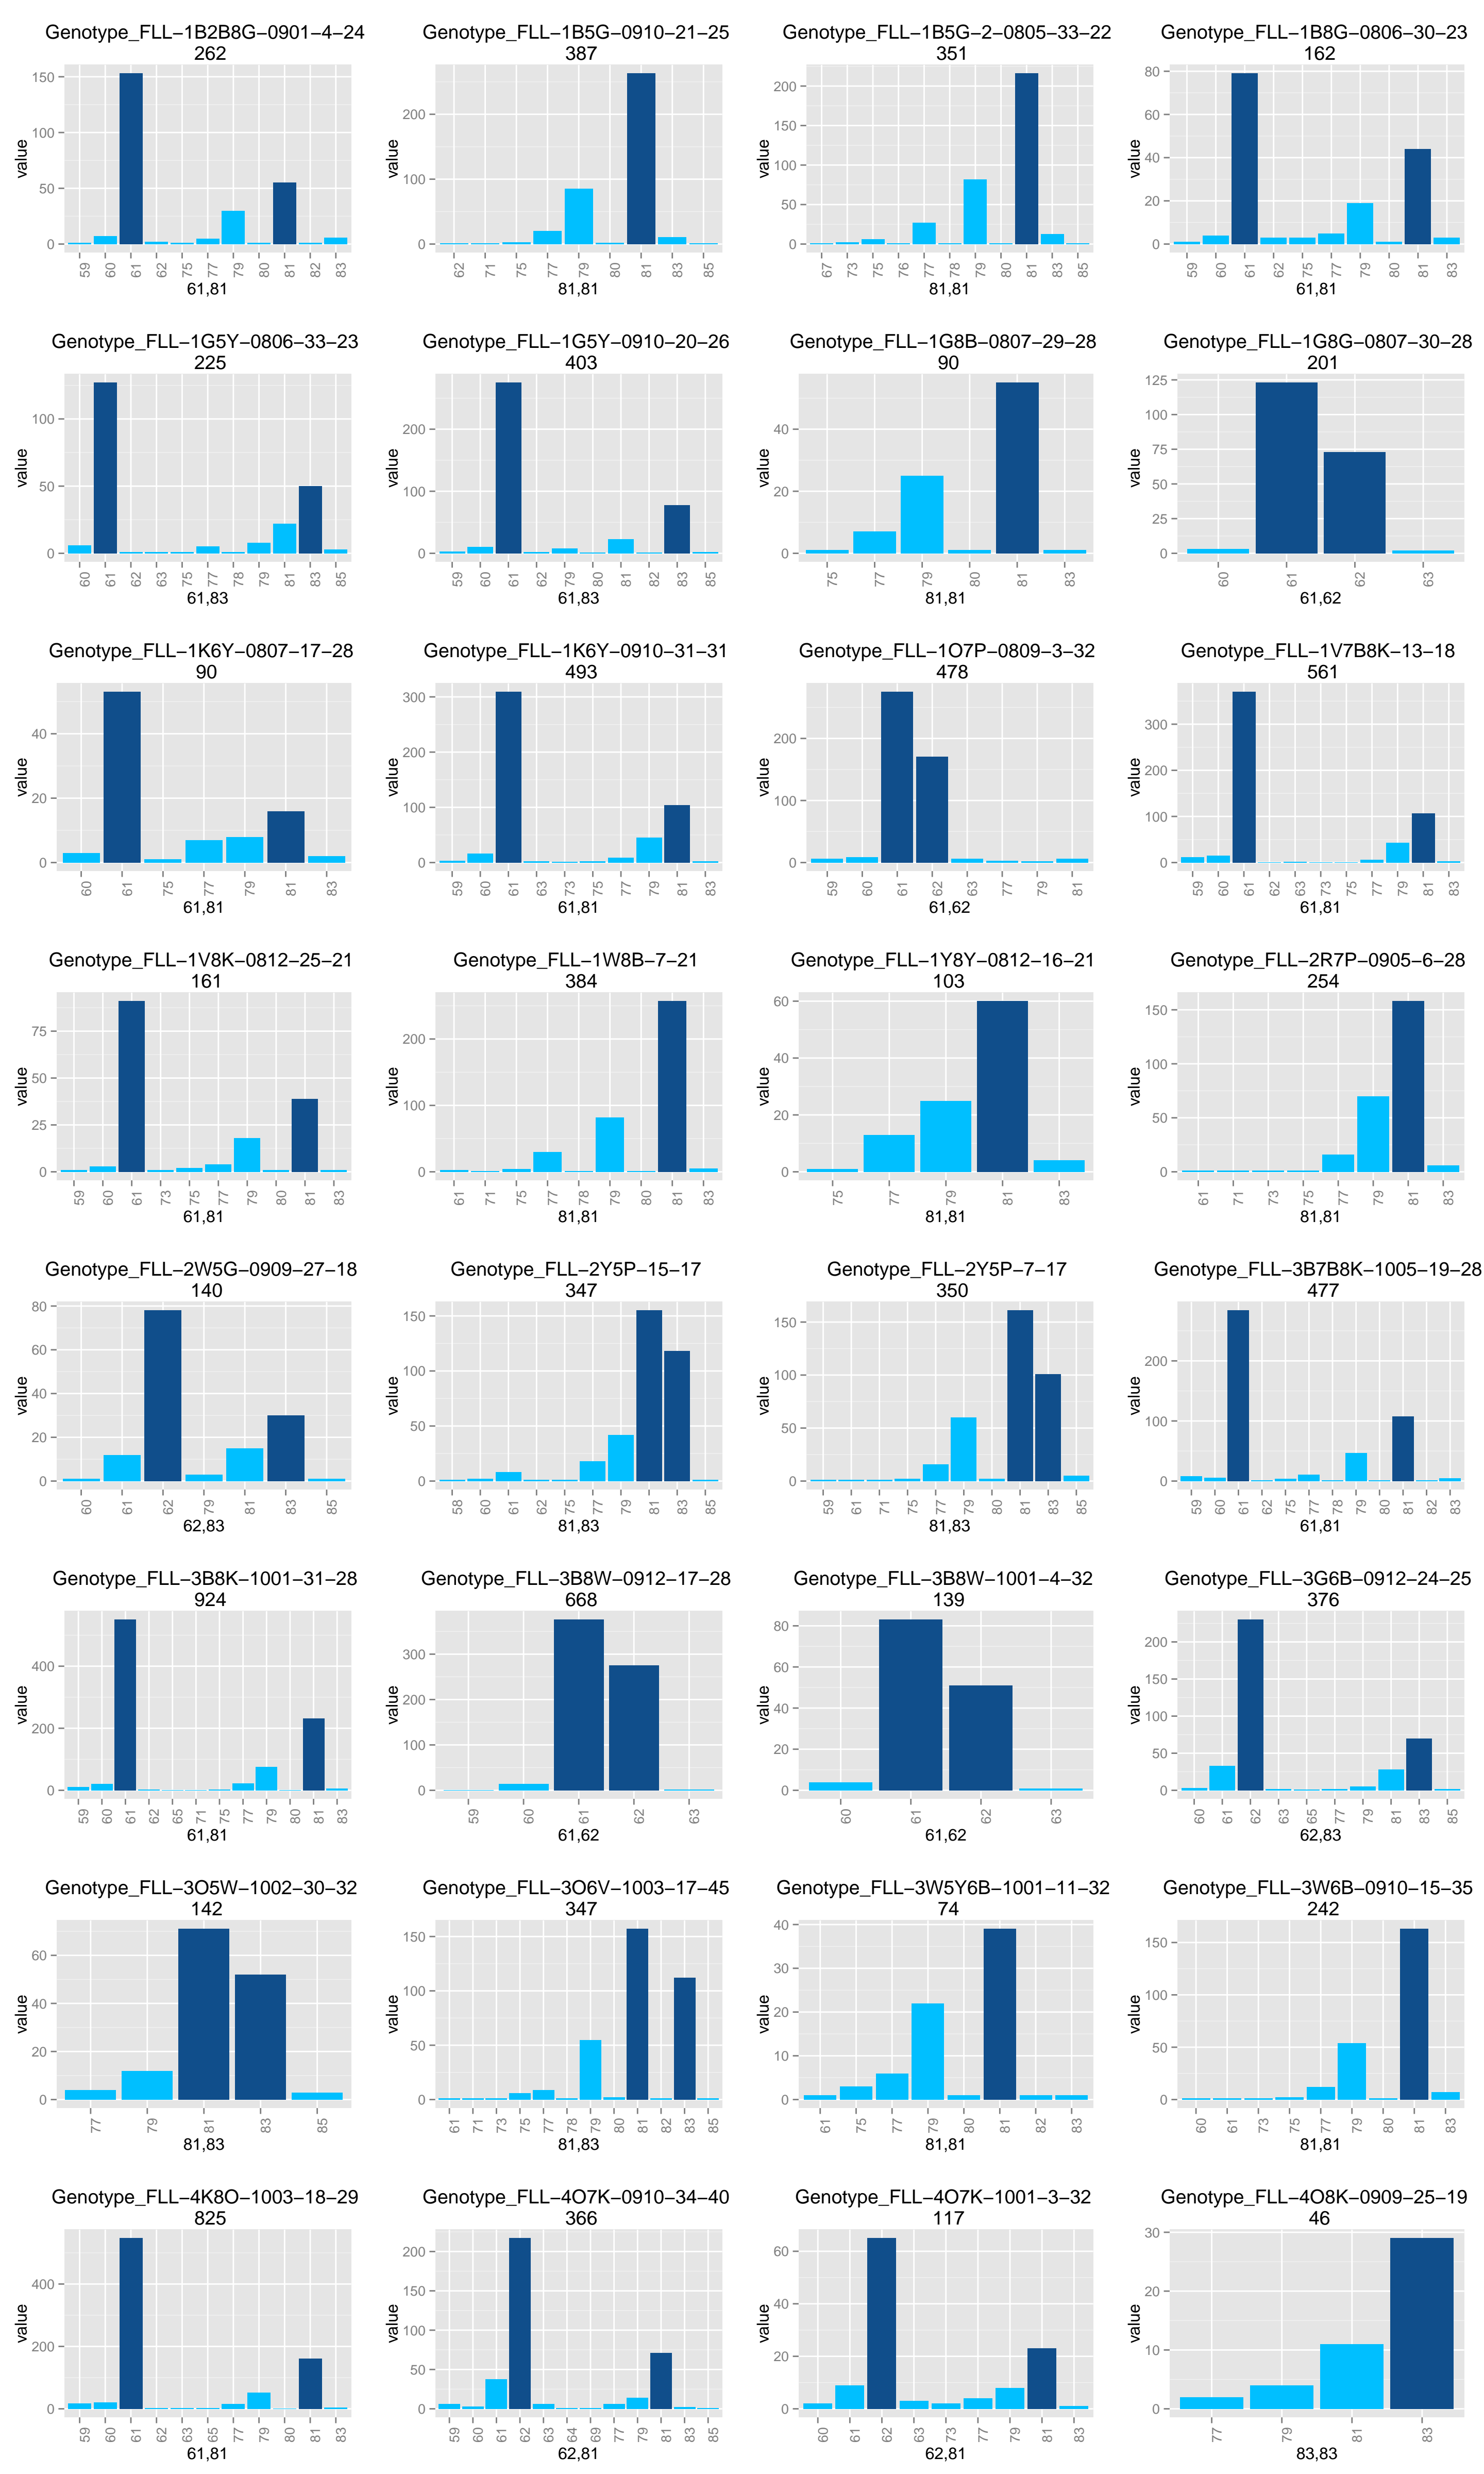 Genotype_FLL−1B2B8G−0901−4−24
262
150
100
50
0
value
59 60 61 62 75 77 79 80 81 82 83
61,81
Genotype_FLL−1B5G−0910−21−25
387
200
100
0
value
62 71 75 77 79 80 81 83 85
81,81
Genotype_FLL−1B5G−2−0805−33−22
351
200
150
100
50
0
value
67 73 75 76 77 78 79 80 81 83 85
81,81
Genotype_FLL−1B8G−0806−30−23
162
80
60
40
20
0
value
59 60 61 62 75 77 79 80 81 83
61,81
Genotype_FLL−1G5Y−0806−33−23
225
100
50
0
value
60 61 62 63 75 77 78 79 81 83 85
61,83
Genotype_FLL−1G5Y−0910−20−26
403
200
100
0
value
59 60 61 62 79 80 81 82 83 85
61,83
Genotype_FLL−1G8B−0807−29−28
90
40
20
0
value
75 77 79 80 81 83
81,81
Genotype_FLL−1G8G−0807−30−28
201
125
100
75
50
25
0
value
60 61 62 63
61,62
Genotype_FLL−1K6Y−0807−17−28
90
40
20
0
value
60 61 75 77 79 81 83
61,81
Genotype_FLL−1K6Y−0910−31−31
493
300
200
100
0
value
59 60 61 63 73 75 77 79 81 83
61,81
Genotype_FLL−1O7P−0809−3−32
478
200
100
0
value
59 60 61 62 63 77 79 81
61,62
Genotype_FLL−1V7B8K−13−18
561
300
200
100
0
value
59 60 61 62 63 73 75 77 79 81 83
61,81
Genotype_FLL−1V8K−0812−25−21
161
75
50
25
0
value
59 60 61 73 75 77 79 80 81 83
61,81
Genotype_FLL−1W8B−7−21
384
200
100
0
value
61 71 75 77 78 79 80 81 83
81,81
Genotype_FLL−1Y8Y−0812−16−21
103
60
40
20
0
value
75 77 79 81 83
81,81
Genotype_FLL−2R7P−0905−6−28
254
150
100
50
0
value
61 71 73 75 77 79 81 83
81,81
Genotype_FLL−2W5G−0909−27−18
140
80
60
40
20
0
value
60 61 62 79 81 83 85
62,83
Genotype_FLL−2Y5P−15−17
347
150
100
50
0
value
58 60 61 63 75 77 79 81 83 85
81,83
Genotype_FLL−2Y5P−7−17
350
150
100
50
0
value
59 61 71 75 77 79 80 81 83 85
81,83
Genotype_FLL−3B7B8K−1005−19−28
477
200
100
0
value
59 60 61 62 75 77 78 79 80 81 82 83
61,81
Genotype_FLL−3B8K−1001−31−28
924
400
200
0
value
59 60 61 62 65 71 75 77 79 80 81 83
61,81
Genotype_FLL−3B8W−0912−17−28
668
300
200
100
0
value
59 60 61 62 63
61,62
Genotype_FLL−3B8W−1001−4−32
139
80
60
40
20
0
value
60 61 62 63
61,62
Genotype_FLL−3G6B−0912−24−25
376
200
150
100
50
0
value
60 61 62 63 65 77 79 81 83 85
62,83
Genotype_FLL−3O5W−1002−30−32
142
60
40
20
0
value
77 79 81 83 85
81,83
Genotype_FLL−3O6V−1003−17−45
347
150
100
50
0
value
61 71 73 75 77 78 79 80 81 82 83 85
81,83
Genotype_FLL−3W5Y6B−1001−11−32
74
40
30
20
10
0
value
61 75 77 79 80 81 82 83
81,81
Genotype_FLL−3W6B−0910−15−35
242
150
100
50
0
value
60 61 73 75 77 79 80 81 83
81,81
Genotype_FLL−4K8O−1003−18−29
825
400
200
0
value
59 60 61 62 63 65 77 79 80 81 83
61,81
Genotype_FLL−4O7K−0910−34−40
366
200
150
100
50
0
value
59 60 61 62 63 64 69 77 79 81 83 85
62,81
Genotype_FLL−4O7K−1001−3−32
117
60
40
20
0
value
60 61 62 63 73 77 79 81 83
62,81
Genotype_FLL−4O8K−0909−25−19
46
30
20
10
0
value
77 79 81 83
83,83